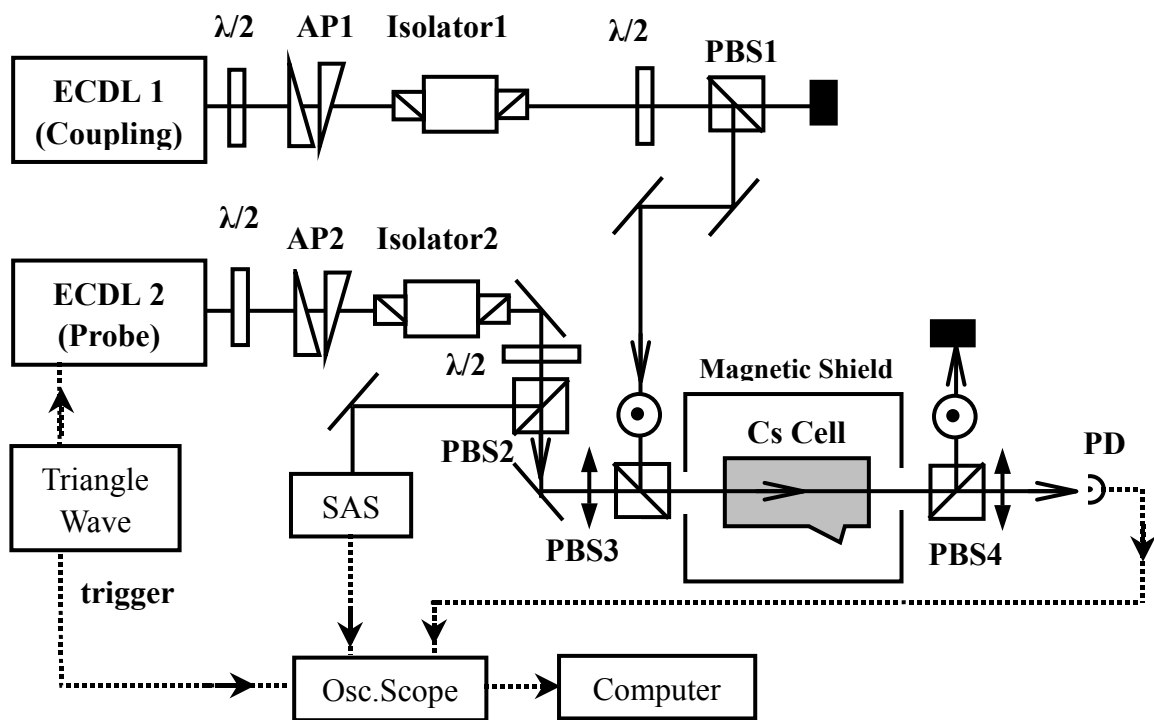 λ/2
AP1
Isolator1
λ/2
PBS1
ECDL 1
(Coupling)
λ/2
AP2
Isolator2
ECDL 2
(Probe)
λ/2
Magnetic Shield
Cs Cell
PBS2
PD
Triangle
Wave
SAS
PBS3
PBS4
trigger
Osc.Scope
Computer